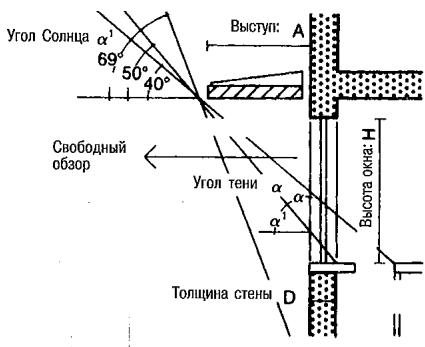 Выступ: A
Угол Солнца α¹
69°
50°
40°
Свободный
обзор
Угол тени α
α
α¹
Высота окна: H
Толщина стены D